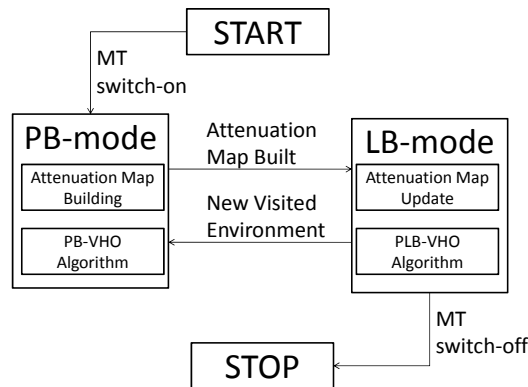 START
MT
switch-on
PB-mode
Attenuation Map
Building
PB-VHO
Algorithm
Attenuation
Map Built
New Visited
Environment
LB-mode
Attenuation Map
Update
PLB-VHO
Algorithm
MT
switch-off
STOP